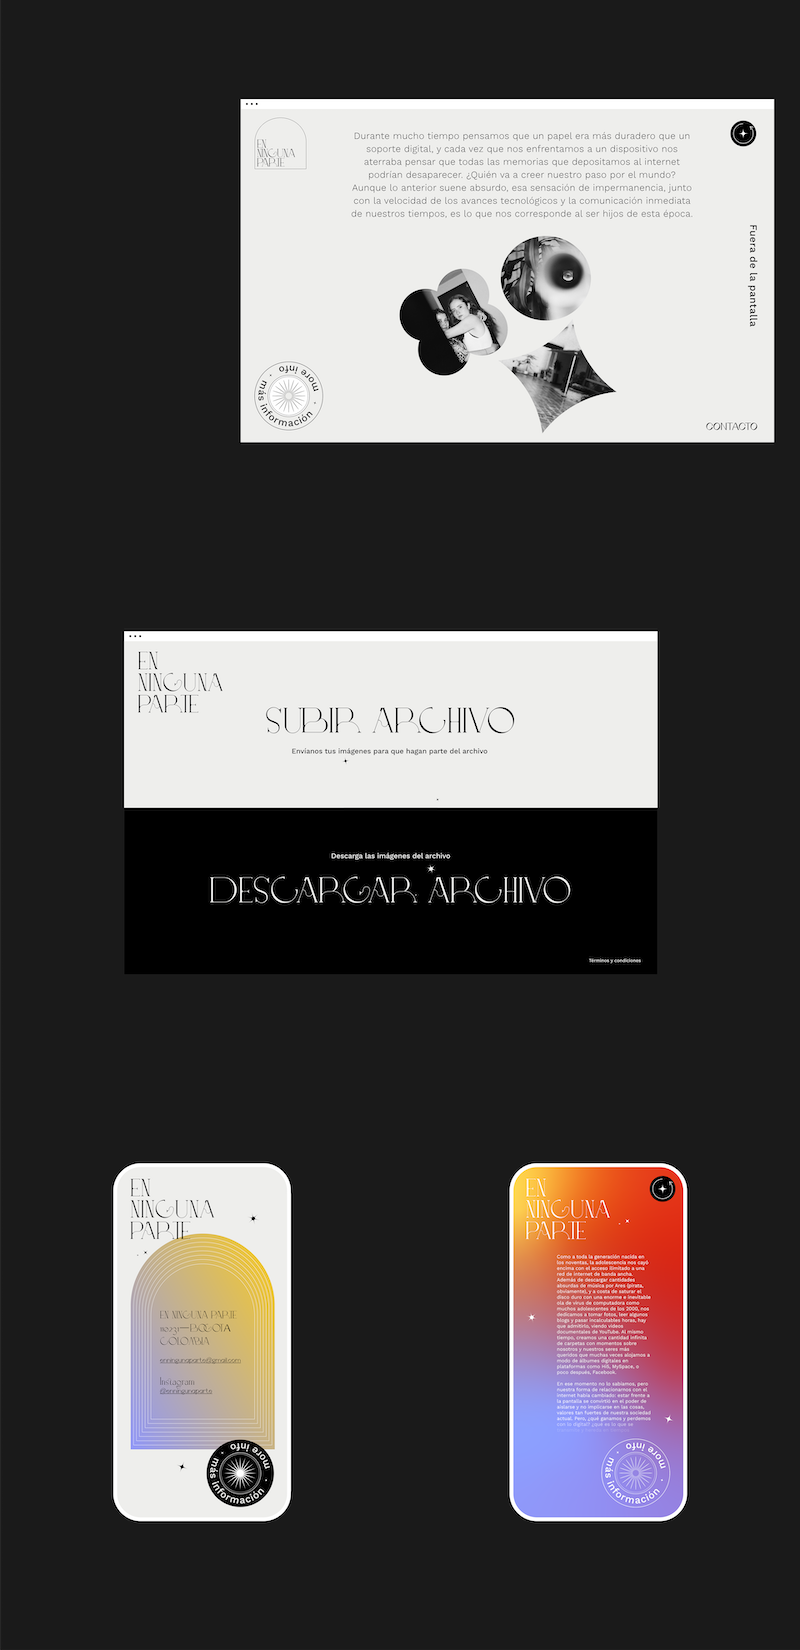 EN
NINGUNA
PARTE
Durante mucho tiempo pensamos que un papel era más duradero que un
soporte digital, y cada vez que nos enfrentamos a un dispositivo nos
aterraba pensar que todas las memorias que depositamos al internet
podrían desaparecer. ¿Quién va a creer nuestro paso por el mundo?
Aunque lo anterior suene absurdo, esa sensación de impermanencia, junto
con la velocidad de los avances tecnológicos y la comunicación inmediata
de nuestros tiempos, es lo que nos corresponde al ser hijos de esta época.
Fuera de la pantalla
more info · más información ·
CONTACTO
EN
NINGUNA
PARTE
SUBIR ARCHIVO
Envíanos tus imágenes para que hagan parte del archivo
Descarga las imágenes del archivo
DESCARGAR ARCHIVO
Términos y condiciones
EN
NINGUNA
PARTE
EN NINGUNA PARTE
BOGOTA
COLOMBIA
enningunaparte@gmail.com
Instagram
@enningunaparte
more info · más información ·
EN
NINGUNA
PARTE
Como a toda la generación nacida en
los noventas, la adolescencia nos cayó
encima con el acceso ilimitado a una
red de internet de banda ancha.
Además de descargar cantidades
absurdas de música por Ares (pirata,
obviamente), y a costa de saturar el
disco duro con una enorme e inevitable
ola de virus de computadora como
muchos adolescentes de los 2000, nos
dedicamos a tomar fotos, leer algunos
blogs y pasar incalculables horas, hay
que admitirlo, viendo videos
documentales de YouTube. Al mismo
tiempo, creamos una cantidad infinita
de carpetas con momentos sobre
nosotros y nuestros seres más
queridos que muchas veces alojamos a
modo de álbumes digitales en
plataformas como Hi5, MySpace, o
poco después, Facebook.
En ese momento no lo sabíamos, pero
nuestra forma de relacionarnos con el
internet había cambiado: estar frente a
la pantalla se convirtió en el poder de
aislarse y no implicarse en las cosas,
valores tan fuertes de nuestra sociedad
actual. Pero, ¿qué ganamos y perdemos
con lo digital? ¿qué es lo que se
more info · más información ·